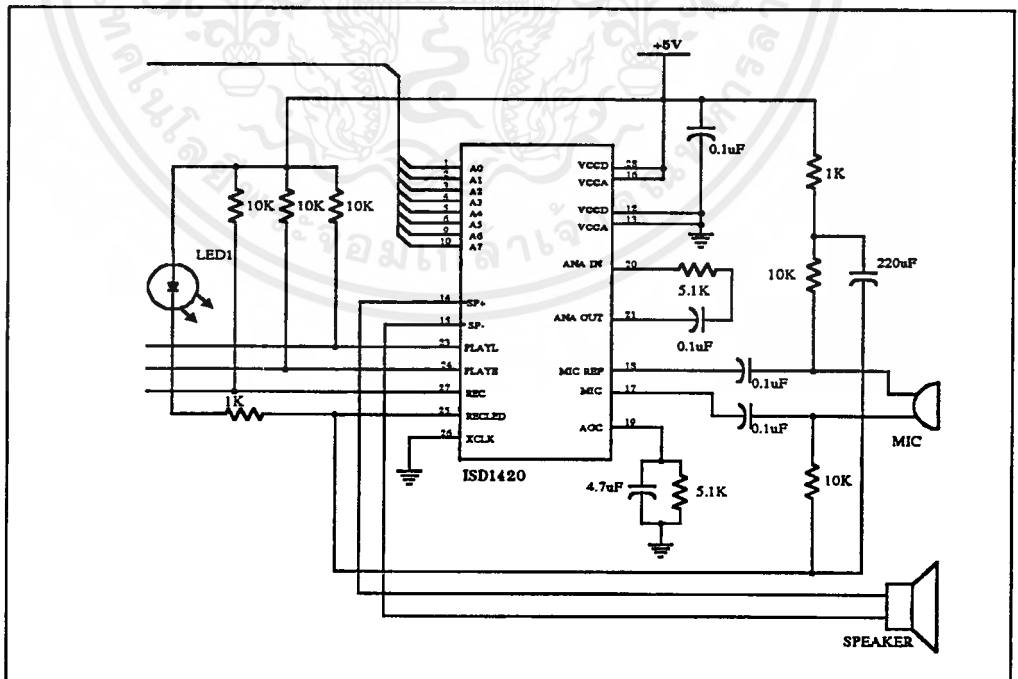 +5V
0.1uF
1K
10K
10K
10K
LED1
1
A0
2
A1
3
A2
4
A3
5
A4
6
A5
9
A6
10
A7
VCCD
28
VCCA
16
VCCD
12
VCCA
13
ANA IN
20
5.1K
ANA OUT
21
0.1uF
10K
220uF
14
SP+
15
SP-
23
PLAYL
24
PLAYE
27
REC
1K
25
RECLED
26
XCLK
MIC REF
18
0.1uF
MIC
17
0.1uF
AGC
19
MIC
ISD1420
4.7uF
5.1K
10K
SPEAKER